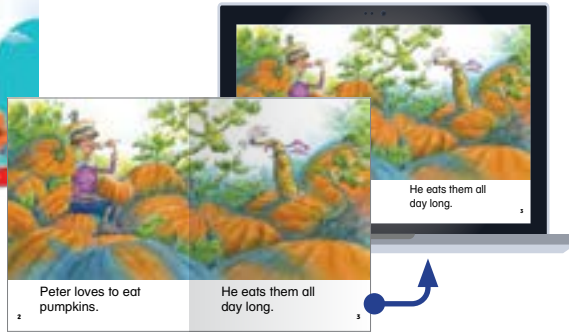 He eats them all
day long.
3
Peter loves to eat
pumpkins.
2
He eats them all
day long.
3